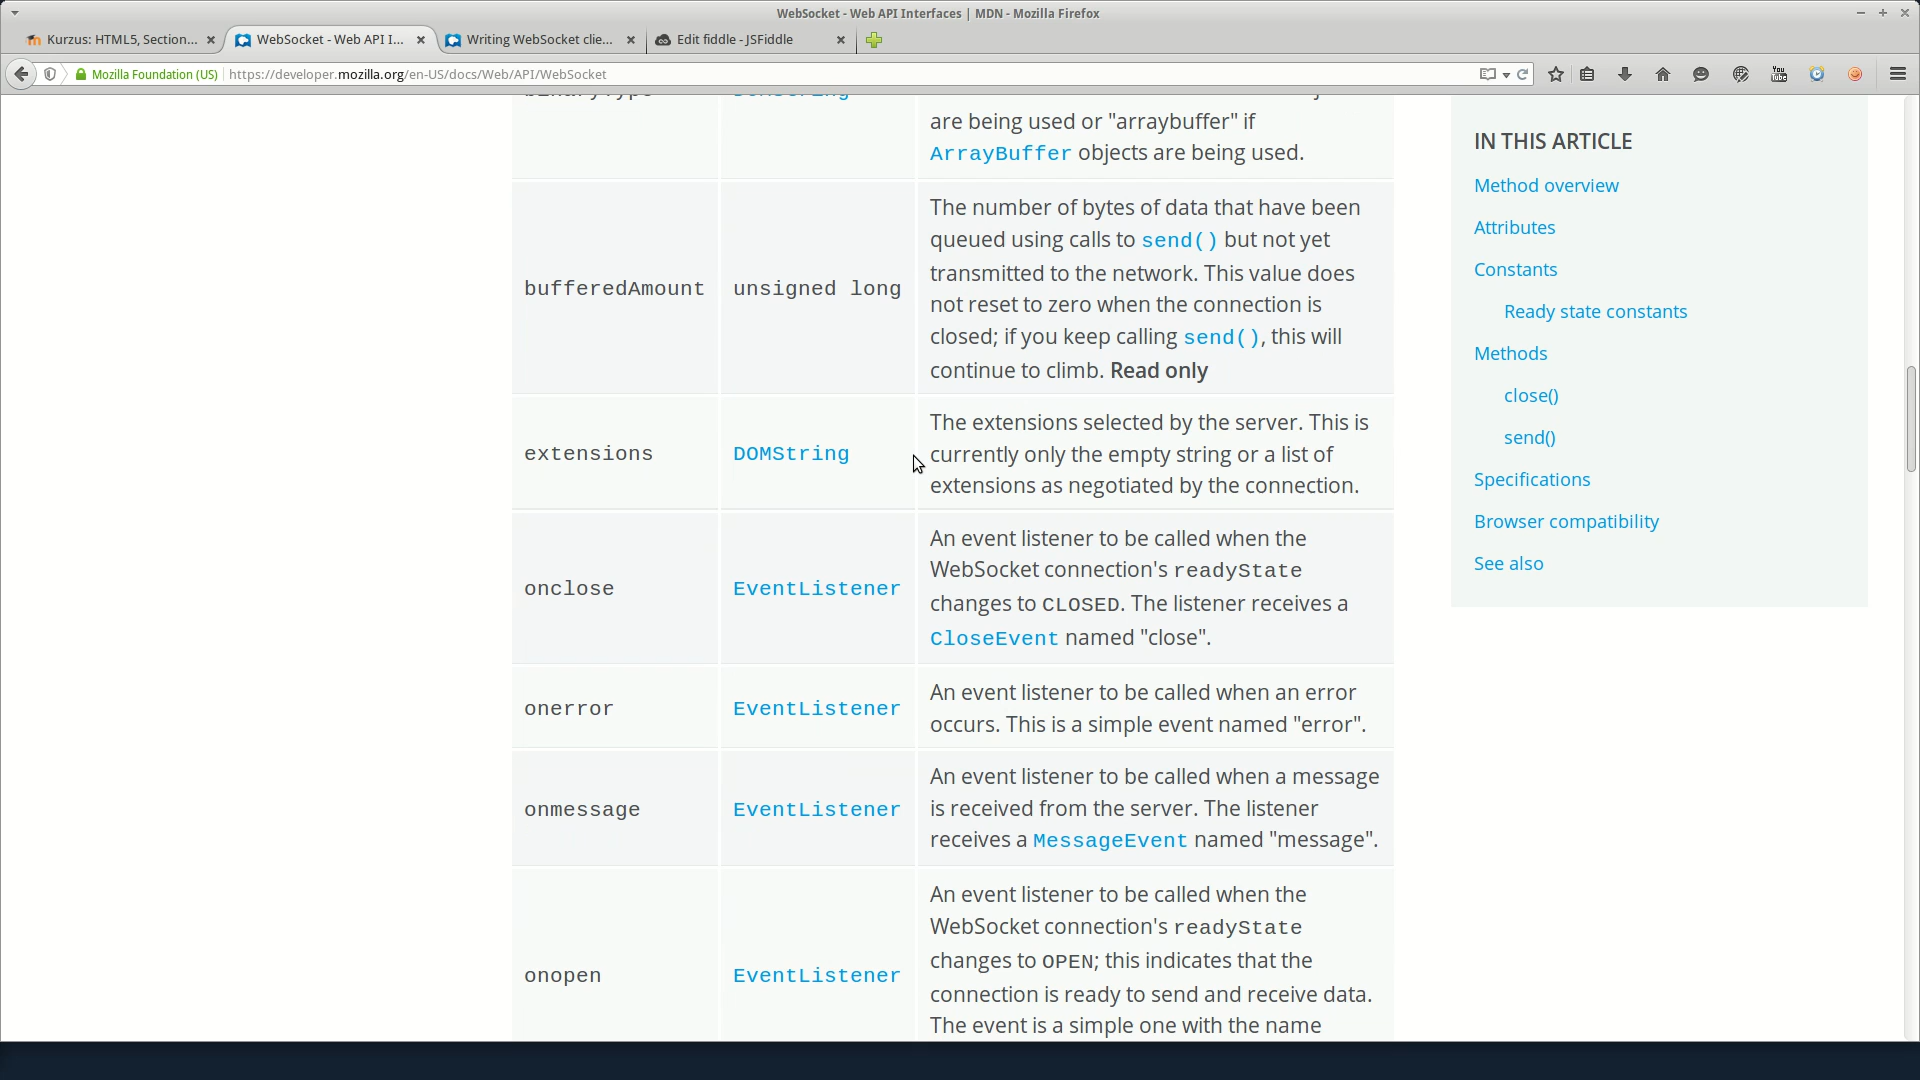 WebSocket - Web API Interfaces | MDN - Mozilla Firefox
Kurzus: HTML5, Section...
WebSocket - Web API I...
Writing WebSocket clie...
Edit fiddle - JSFiddle
Mozilla Foundation (US)
https://developer.mozilla.org/en-US/docs/Web/API/WebSocket
You
Tube
are being used or "arraybuffer" if
ArrayBuffer objects are being used.
bufferedAmount
unsigned long
The number of bytes of data that have been
queued using calls to send() but not yet
transmitted to the network. This value does
not reset to zero when the connection is
closed; if you keep calling send(), this will
continue to climb. Read only
extensions
DOMString
The extensions selected by the server. This is
currently only the empty string or a list of
extensions as negotiated by the connection.
onclose
EventListener
An event listener to be called when the
WebSocket connection's readyState
changes to CLOSED. The listener receives a
CloseEvent named "close".
onerror
EventListener
An event listener to be called when an error
occurs. This is a simple event named "error".
onmessage
EventListener
An event listener to be called when a message
is received from the server. The listener
receives a MessageEvent named "message".
onopen
EventListener
An event listener to be called when the
WebSocket connection's readyState
changes to OPEN; this indicates that the
connection is ready to send and receive data.
The event is a simple one with the name
IN THIS ARTICLE
Method overview
Attributes
Constants
Ready state constants
Methods
close()
send()
Specifications
Browser compatibility
See also